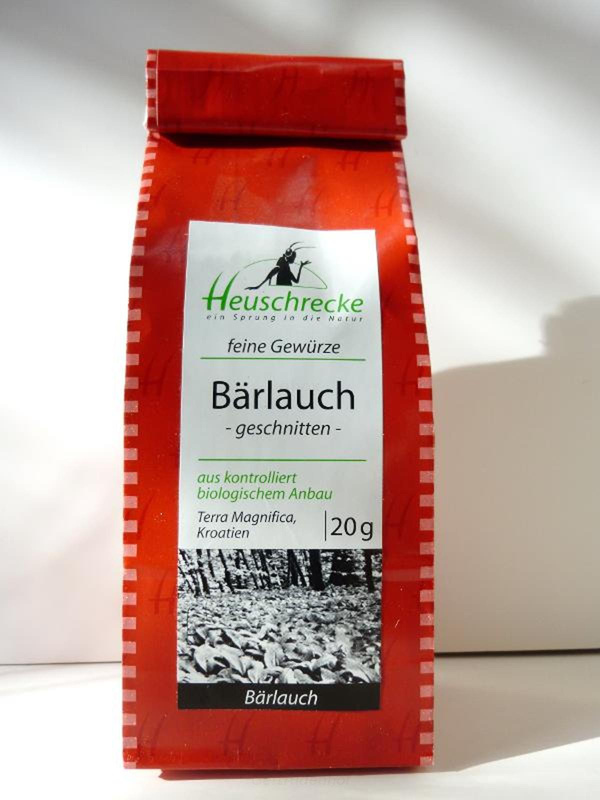 Heuschrecke
ein Sprung in die Natur
feine Gewürze
Bärlauch
- geschnitten -
aus kontrolliert
biologischem Anbau
Terra Magnifica,
Kroatien
20 g
Bärlauch